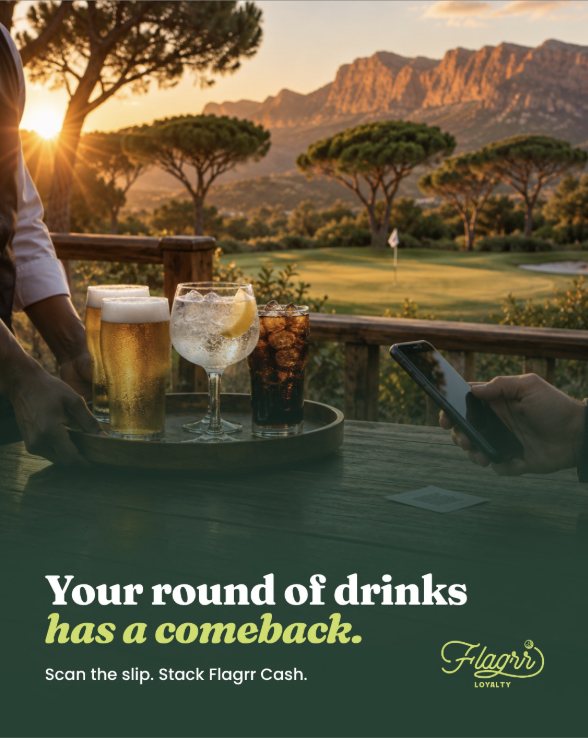 Your round of drinks
has a comeback.
Scan the slip. Stack Flagrr Cash.
Flagrr
LOYALTY